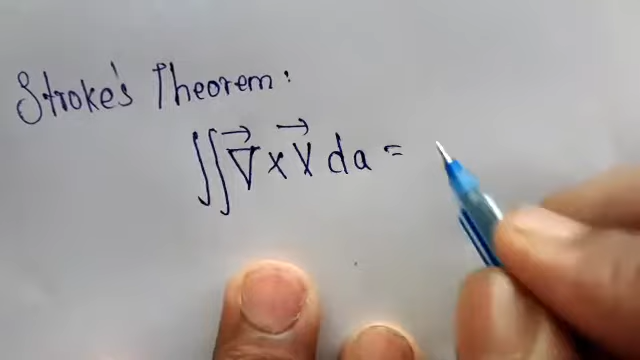 Stroke's Theorem:
∬ ∇⃗ × V⃗ da =